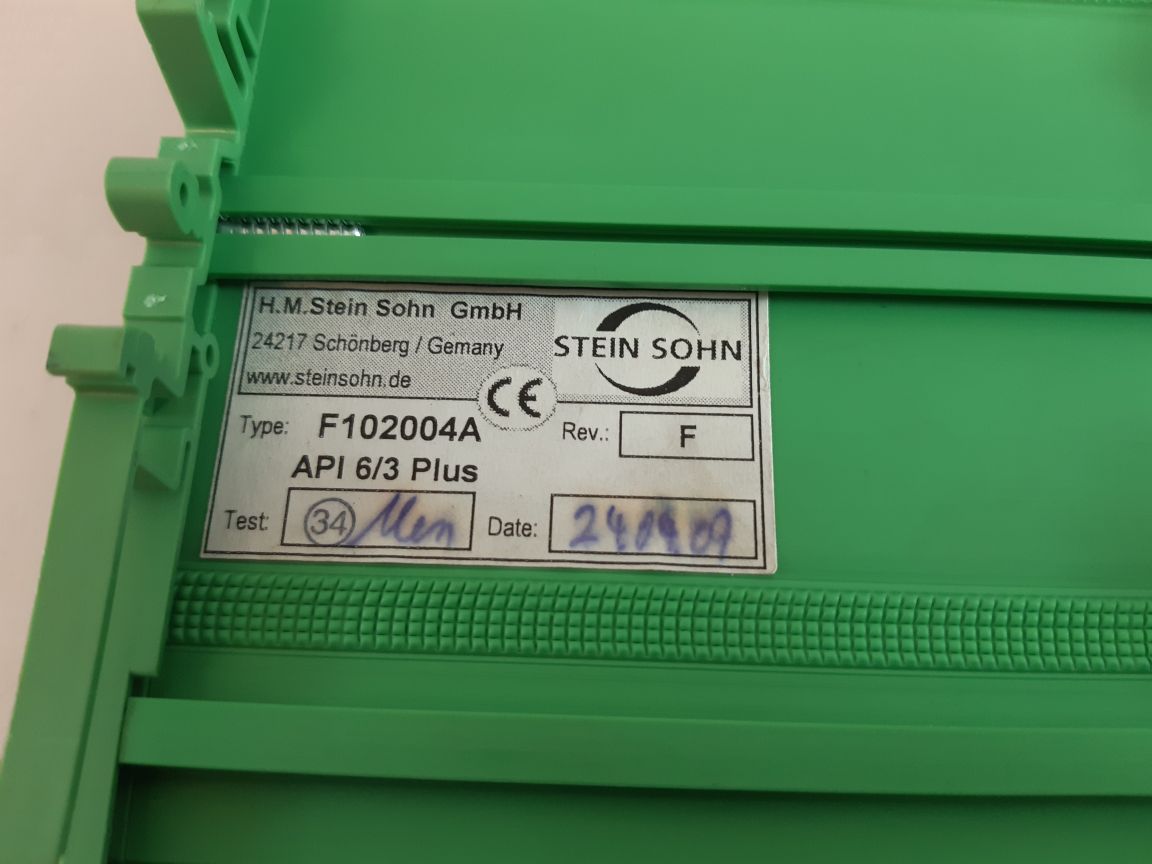 H.M.Stein Sohn GmbH
24217 Schönberg / Gemany
www.steinsohn.de
STEIN SOHN
CE
Type: F102004A
Rev.: F
API 6/3 Plus
Test: 34
Date: